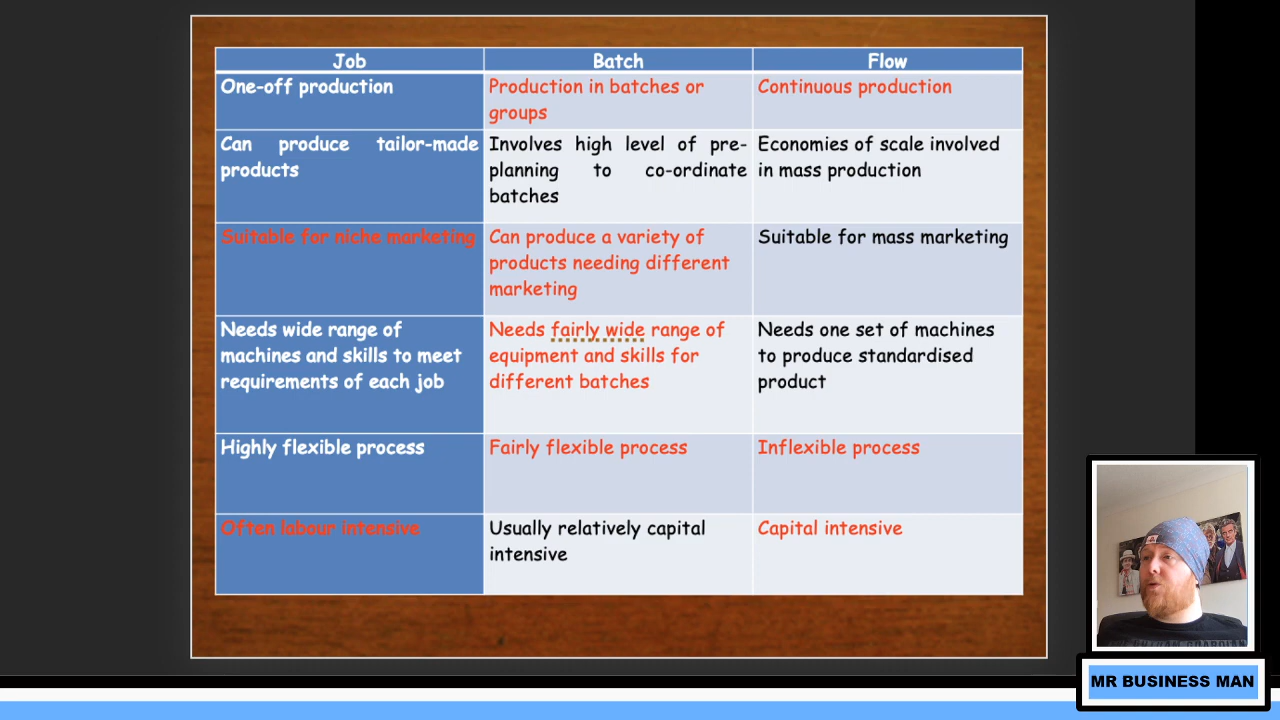 Job Batch Flow
One-off production
Production in batches or
groups
Continuous production
Can produce tailor-made
products
Involves high level of pre-
planning to co-ordinate
batches
Economies of scale involved
in mass production
Suitable for niche marketing
Can produce a variety of
products needing different
marketing
Suitable for mass marketing
Needs wide range of
machines and skills to meet
requirements of each job
Needs fairly wide range of
equipment and skills for
different batches
Needs one set of machines
to produce standardised
product
Highly flexible process
Fairly flexible process
Inflexible process
Often labour intensive
Usually relatively capital
intensive
Capital intensive
MR BUSINESS MAN